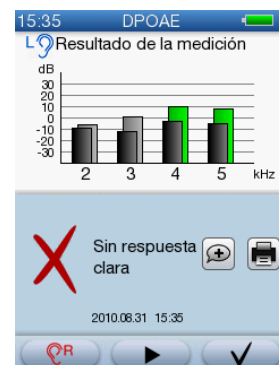 15:35 DPOAE
L Resultado de la medición
dB
30
20
10
0
-10
-20
-30
2 3 4 5 kHz
Sin respuesta
clara
2010.08.31 15:35
R